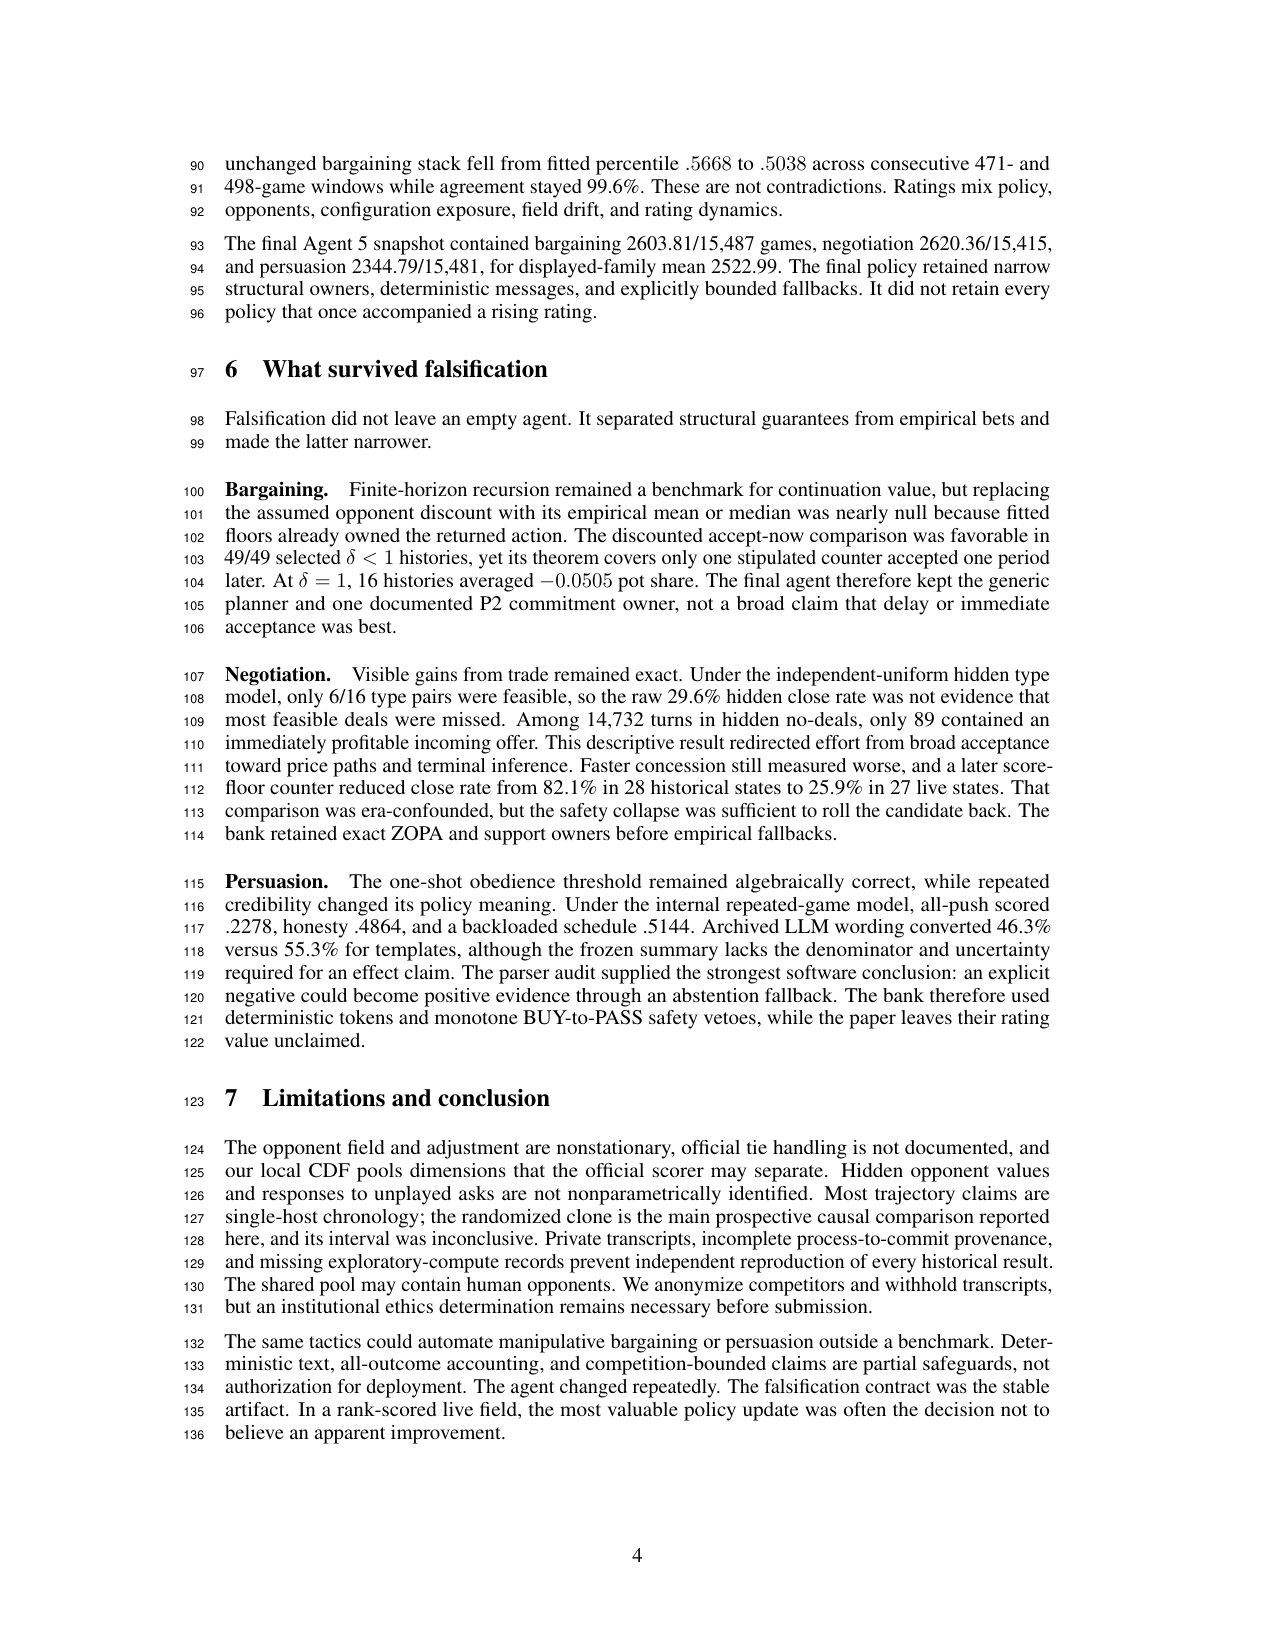 90 unchanged bargaining stack fell from fitted percentile .5668 to .5038 across consecutive 471- and
91 498-game windows while agreement stayed 99.6%. These are not contradictions. Ratings mix policy,
92 opponents, configuration exposure, field drift, and rating dynamics.
93 The final Agent 5 snapshot contained bargaining 2603.81/15,487 games, negotiation 2620.36/15,415,
94 and persuasion 2344.79/15,481, for displayed-family mean 2522.99. The final policy retained narrow
95 structural owners, deterministic messages, and explicitly bounded fallbacks. It did not retain every
96 policy that once accompanied a rising rating.
97 6 What survived falsification
98 Falsification did not leave an empty agent. It separated structural guarantees from empirical bets and
99 made the latter narrower.
100 Bargaining. Finite-horizon recursion remained a benchmark for continuation value, but replacing
101 the assumed opponent discount with its empirical mean or median was nearly null because fitted
102 floors already owned the returned action. The discounted accept-now comparison was favorable in
103 49/49 selected δ < 1 histories, yet its theorem covers only one stipulated counter accepted one period
104 later. At δ = 1, 16 histories averaged −0.0505 pot share. The final agent therefore kept the generic
105 planner and one documented P2 commitment owner, not a broad claim that delay or immediate
106 acceptance was best.
107 Negotiation. Visible gains from trade remained exact. Under the independent-uniform hidden type
108 model, only 6/16 type pairs were feasible, so the raw 29.6% hidden close rate was not evidence that
109 most feasible deals were missed. Among 14,732 turns in hidden no-deals, only 89 contained an
110 immediately profitable incoming offer. This descriptive result redirected effort from broad acceptance
111 toward price paths and terminal inference. Faster concession still measured worse, and a later score-
112 floor counter reduced close rate from 82.1% in 28 historical states to 25.9% in 27 live states. That
113 comparison was era-confounded, but the safety collapse was sufficient to roll the candidate back. The
114 bank retained exact ZOPA and support owners before empirical fallbacks.
115 Persuasion. The one-shot obedience threshold remained algebraically correct, while repeated
116 credibility changed its policy meaning. Under the internal repeated-game model, all-push scored
117 .2278, honesty .4864, and a backloaded schedule .5144. Archived LLM wording converted 46.3%
118 versus 55.3% for templates, although the frozen summary lacks the denominator and uncertainty
119 required for an effect claim. The parser audit supplied the strongest software conclusion: an explicit
120 negative could become positive evidence through an abstention fallback. The bank therefore used
121 deterministic tokens and monotone BUY-to-PASS safety vetoes, while the paper leaves their rating
122 value unclaimed.
123 7 Limitations and conclusion
124 The opponent field and adjustment are nonstationary, official tie handling is not documented, and
125 our local CDF pools dimensions that the official scorer may separate. Hidden opponent values
126 and responses to unplayed asks are not nonparametrically identified. Most trajectory claims are
127 single-host chronology; the randomized clone is the main prospective causal comparison reported
128 here, and its interval was inconclusive. Private transcripts, incomplete process-to-commit provenance,
129 and missing exploratory-compute records prevent independent reproduction of every historical result.
130 The shared pool may contain human opponents. We anonymize competitors and withhold transcripts,
131 but an institutional ethics determination remains necessary before submission.
132 The same tactics could automate manipulative bargaining or persuasion outside a benchmark. Deter-
133 ministic text, all-outcome accounting, and competition-bounded claims are partial safeguards, not
134 authorization for deployment. The agent changed repeatedly. The falsification contract was the stable
135 artifact. In a rank-scored live field, the most valuable policy update was often the decision not to
136 believe an apparent improvement.
4